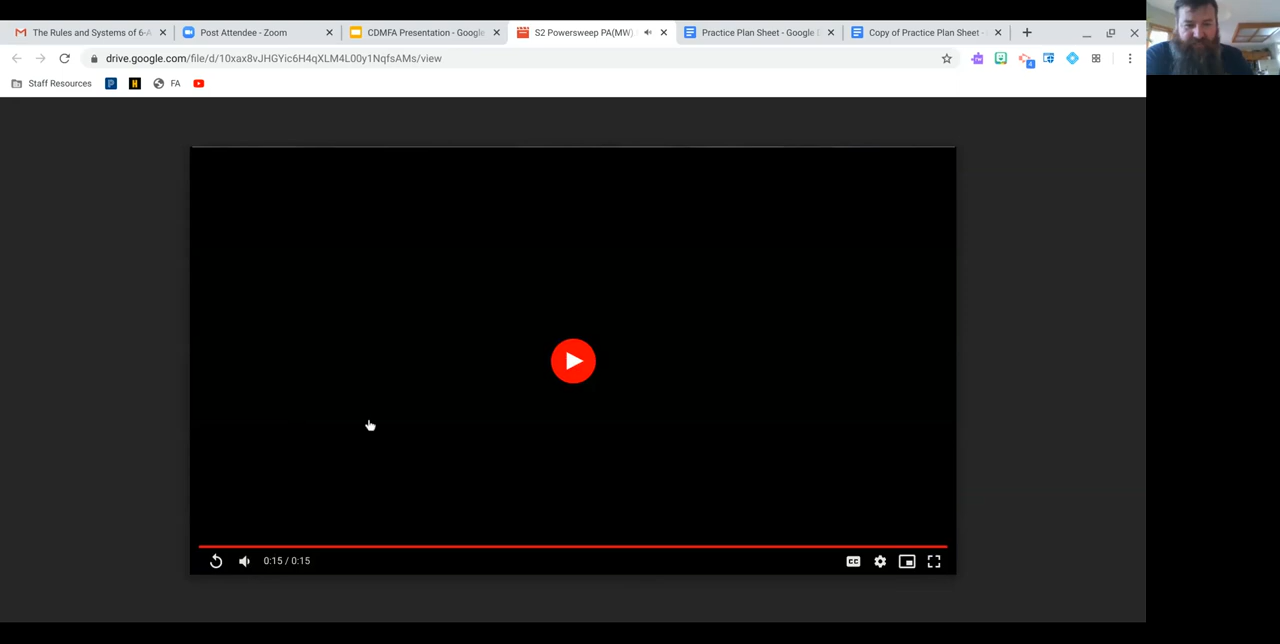 The Rules and Systems of 6-A
Post Attendee - Zoom
CDMFA Presentation - Google
S2 Powersweep PA(MW)
Practice Plan Sheet - Google
Copy of Practice Plan Sheet -
drive.google.com/file/d/10xax8vJHGYic6H4qXLM4L00y1NqfsAMs/view
4
Staff Resources
P
H
FA
0:15 / 0:15
CC